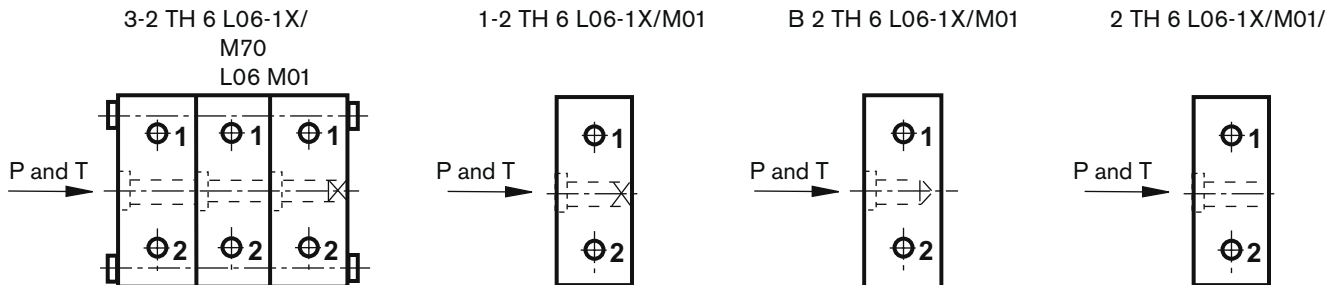 3-2 TH 6 L06-1X/
M70
L06 M01
1-2 TH 6 L06-1X/M01
B 2 TH 6 L06-1X/M01
2 TH 6 L06-1X/M01/
1 1 1
P and T
2 2 2
1
P and T
2
1
P and T
2
1
P and T
2